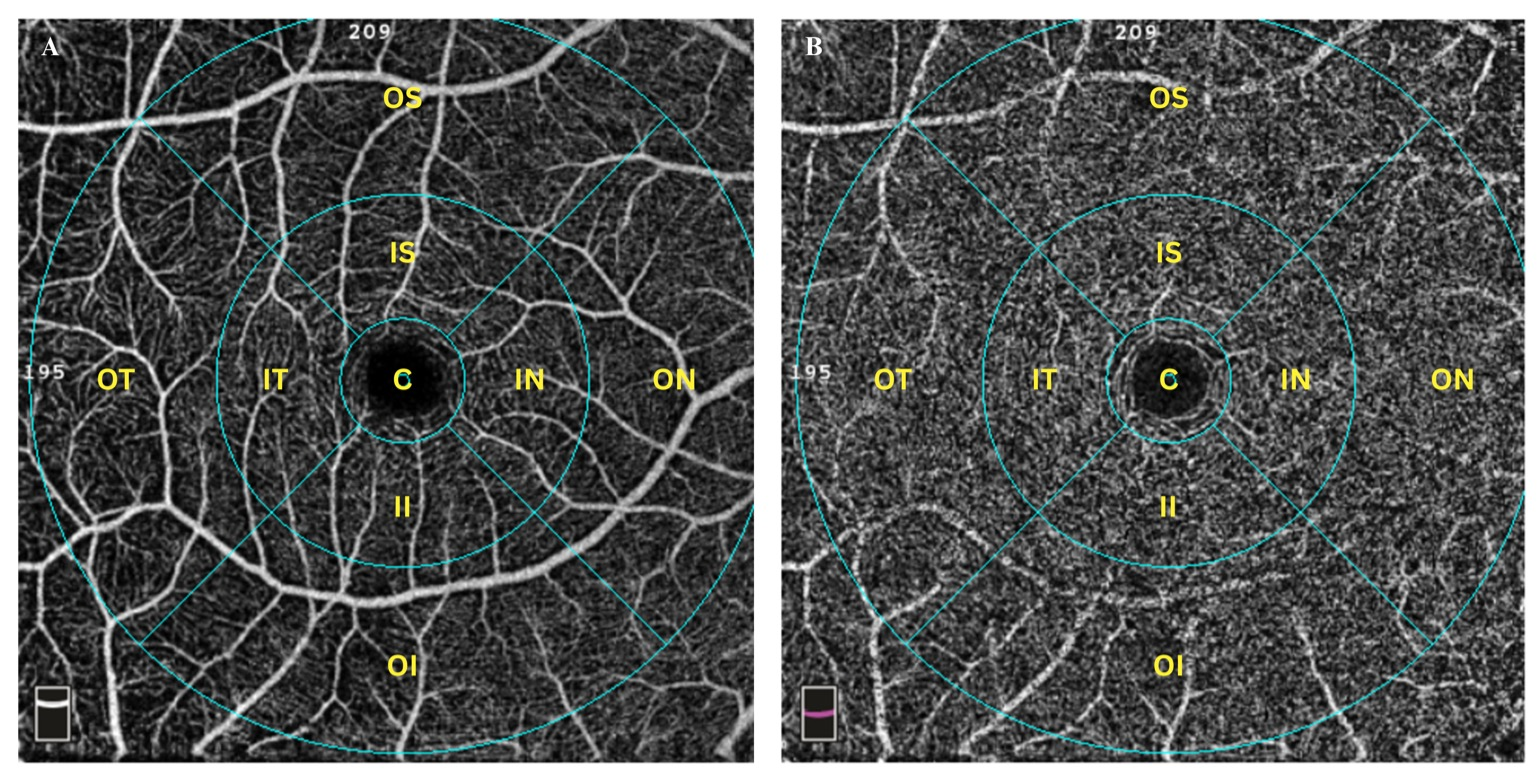 A
209
OS
IS
195
OT
IT
C
IN
ON
II
OI
B
209
OS
IS
195
OT
IT
C
IN
ON
II
OI